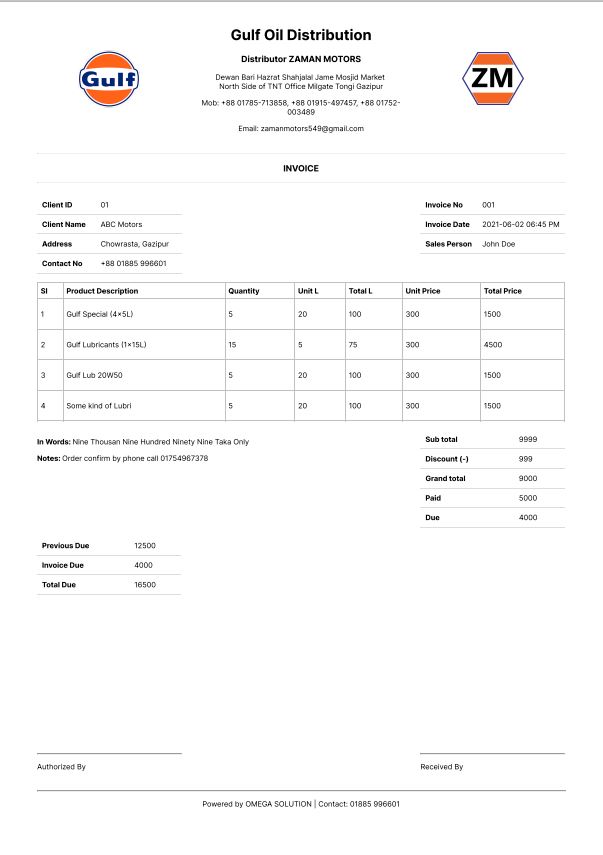 Gulf Oil Distribution
Gulf
Distributor ZAMAN MOTORS
ZM
Dewan Bari Hazrat Shahjalal Jame Mosjid Market
North Side of TNT Office Milgate Tongi Gazipur
Mob: +88 01785-713858, +88 01915-497457, +88 01752-
003489
Email: zamanmotors549@gmail.com
INVOICE
Client ID 01
Client Name ABC Motors
Address Chowrasta, Gazipur
Contact No +88 01885 996601
Invoice No 001
Invoice Date 2021-06-02 06:45 PM
Sales Person John Doe
Sl Product Description Quantity Unit L Total L Unit Price Total Price
1 Gulf Special (4×5L) 5 20 100 300 1500
2 Gulf Lubricants (1×15L) 15 5 75 300 4500
3 Gulf Lub 20W50 5 20 100 300 1500
4 Some kind of Lubri 5 20 100 300 1500
In Words: Nine Thousan Nine Hundred Ninety Nine Taka Only
Notes: Order confirm by phone call 01754967378
Sub total 9999
Discount (-) 999
Grand total 9000
Paid 5000
Due 4000
Previous Due 12500
Invoice Due 4000
Total Due 16500
Authorized By
Received By
Powered by OMEGA SOLUTION | Contact: 01885 996601